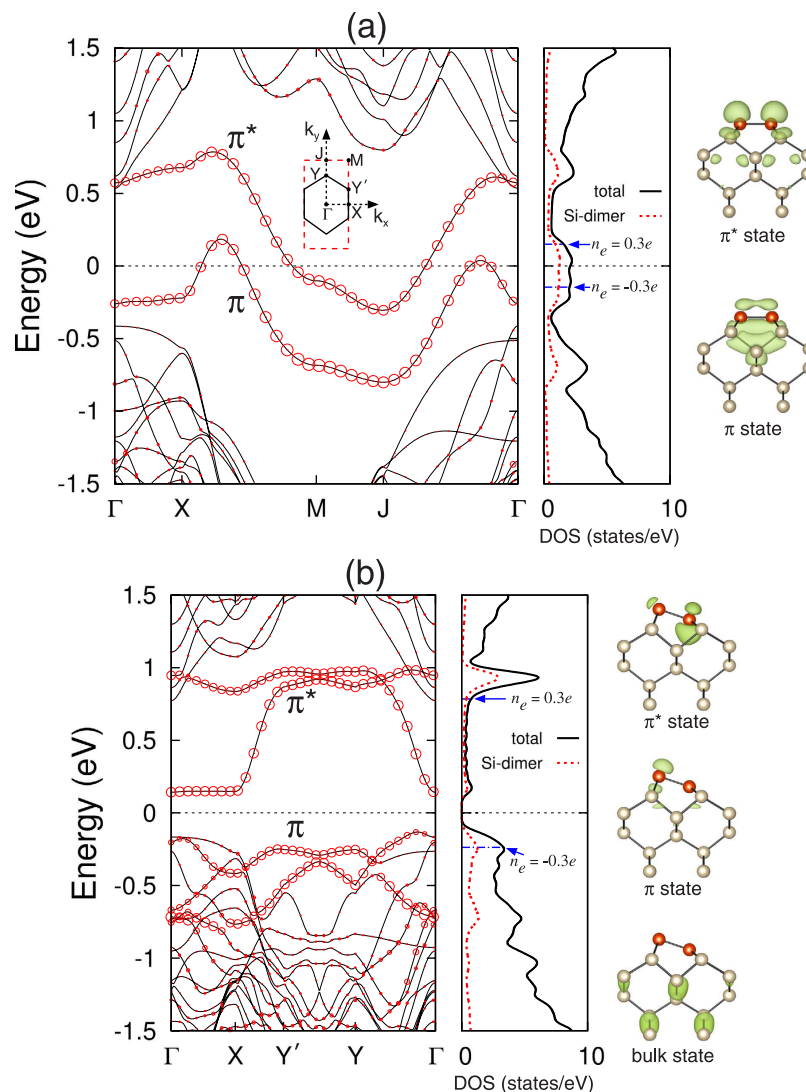 (a)
Energy (eV)
1.5
1
0.5
0
-0.5
-1
-1.5
Γ X M J Γ
π*
π
k_y
J M
Y
Y′
Γ X
k_x
total
Si-dimer
n_e = 0.3e
n_e = -0.3e
0 10
DOS (states/eV)
π* state
π state
(b)
Energy (eV)
1.5
1
0.5
0
-0.5
-1
-1.5
Γ X Y′ Y Γ
π*
π
n_e = 0.3e
total
Si-dimer
n_e = -0.3e
0 10
DOS (states/eV)
π* state
π state
bulk state